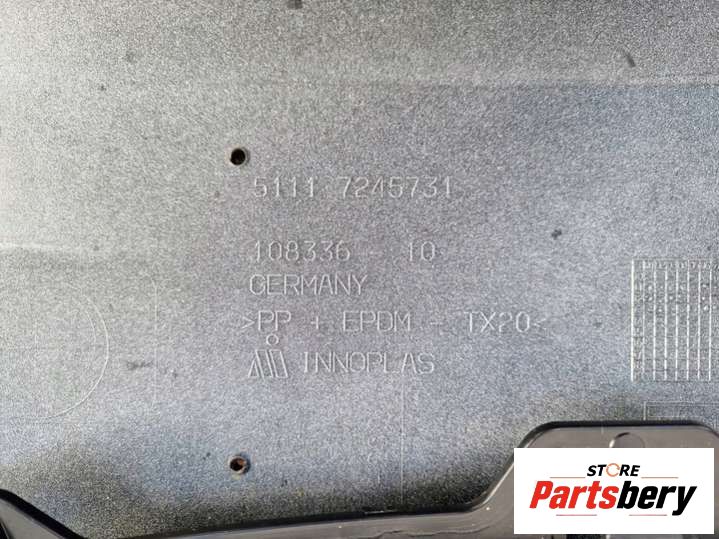 5111 7245731
108336 - 10
GERMANY
>PP + EPDM - TX20<
INNOPLAS
STORE
Partsbery